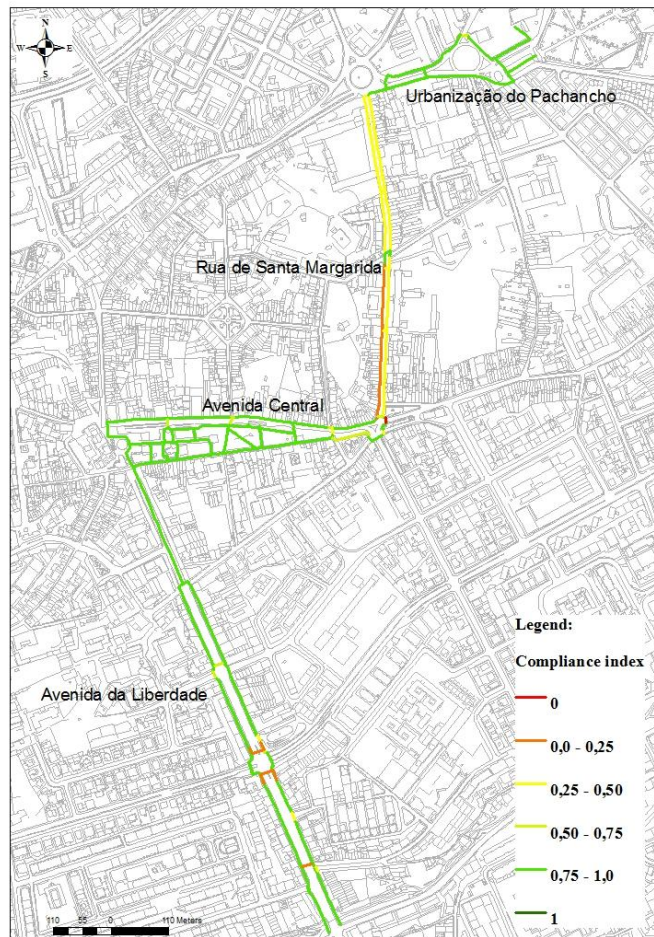 N
W E
S
Urbanização do Pachancho
Rua de Santa Margarida
Avenida Central
Avenida da Liberdade
Legend:
Compliance index
0
0,0 - 0,25
0,25 - 0,50
0,50 - 0,75
0,75 - 1,0
1
110 55 0 110 Meters